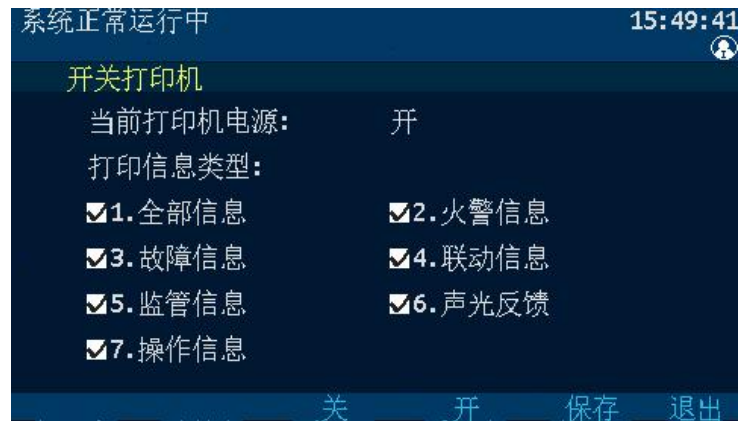 系统正常运行中 15:49:41
开关打印机
当前打印机电源: 开
打印信息类型:
1.全部信息 2.火警信息
3.故障信息 4.联动信息
5.监管信息 6.声光反馈
7.操作信息
关 开 保存 退出